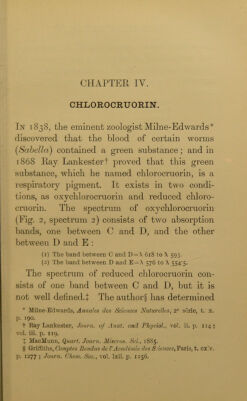 CHAPTER IV.
CHLOROCRUORIN.
In 1838, the eminent zoologist Milne-Edwards*
discovered that the blood of certain worms
(Sabella) contained a green substance; and in
1868 Ray Lankester† proved that this green
substance, which he named chlorocruorin, is a
respiratory pigment. It exists in two condi-
tions, as oxychlorocruorin and reduced chloro-
cruorin. The spectrum of oxychlorocruorin
(Fig. 2, spectrum 2) consists of two absorption
bands, one between C and D, and the other
between D and E:
(1) The band between C and D=λ 618 to λ 593.
(2) The band between D and E=λ 576 to λ 554·5.
The spectrum of reduced chlorocruorin con-
sists of one band between C and D, but it is
not well defined.‡ The author§ has determined
* Milne-Edwards, Annales des Sciences Naturelles, 2e série, t. x.
p. 190.
† Ray Lankester, Journ. of Anat. and Physiol., vol. ii. p. 114;
vol. iii. p. 119.
‡ MacMunn, Quart. Journ. Micros. Sci., 1885.
§ Griffiths, Comptes Rendus de l'Académie des Sciences, Paris, t. cxiv.
p. 1277; Journ. Chem. Soc., vol. lxii. p. 1256.